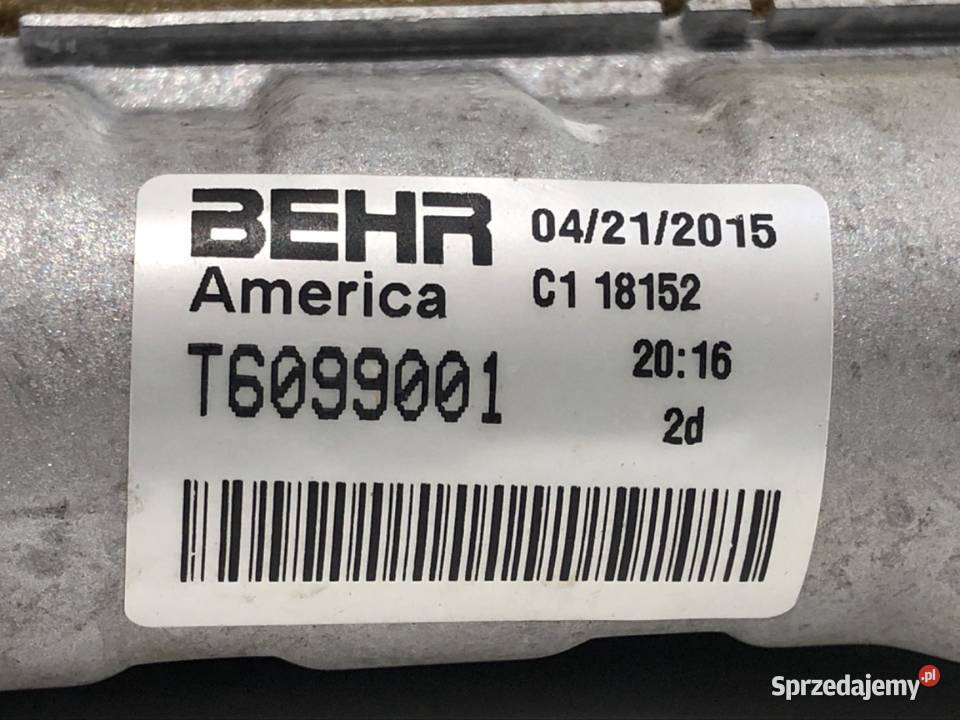 BEHR
America
T6099001
04/21/2015
C1 18152
20:16
2d
Sprzedajemy.pl